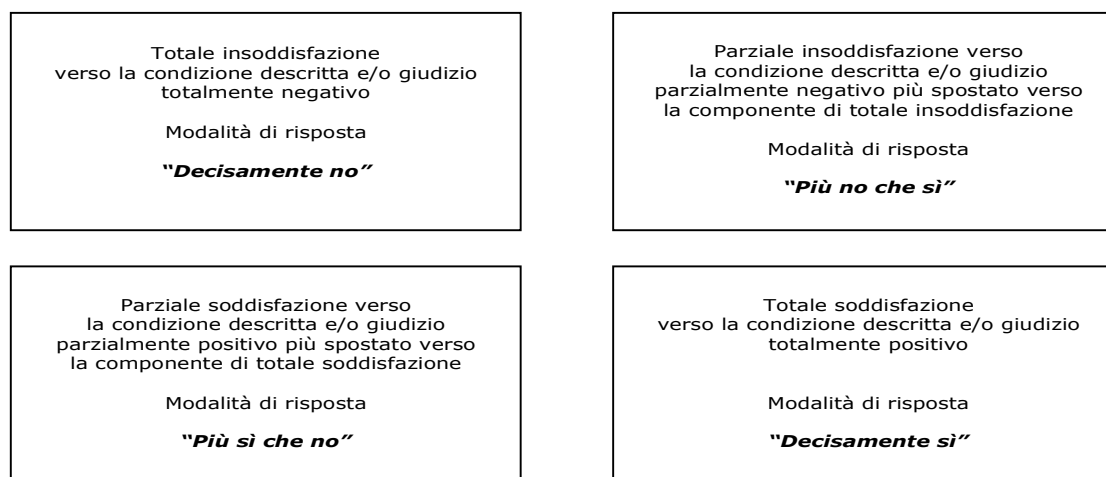 Totale insoddisfazione
verso la condizione descritta e/o giudizio
totalmente negativo
Modalità di risposta
“Decisamente no”
Parziale insoddisfazione verso
la condizione descritta e/o giudizio
parzialmente negativo più spostato verso
la componente di totale insoddisfazione
Modalità di risposta
“Più no che sì”
Parziale soddisfazione verso
la condizione descritta e/o giudizio
parzialmente positivo più spostato verso
la componente di totale soddisfazione
Modalità di risposta
“Più sì che no”
Totale soddisfazione
verso la condizione descritta e/o giudizio
totalmente positivo
Modalità di risposta
“Decisamente sì”